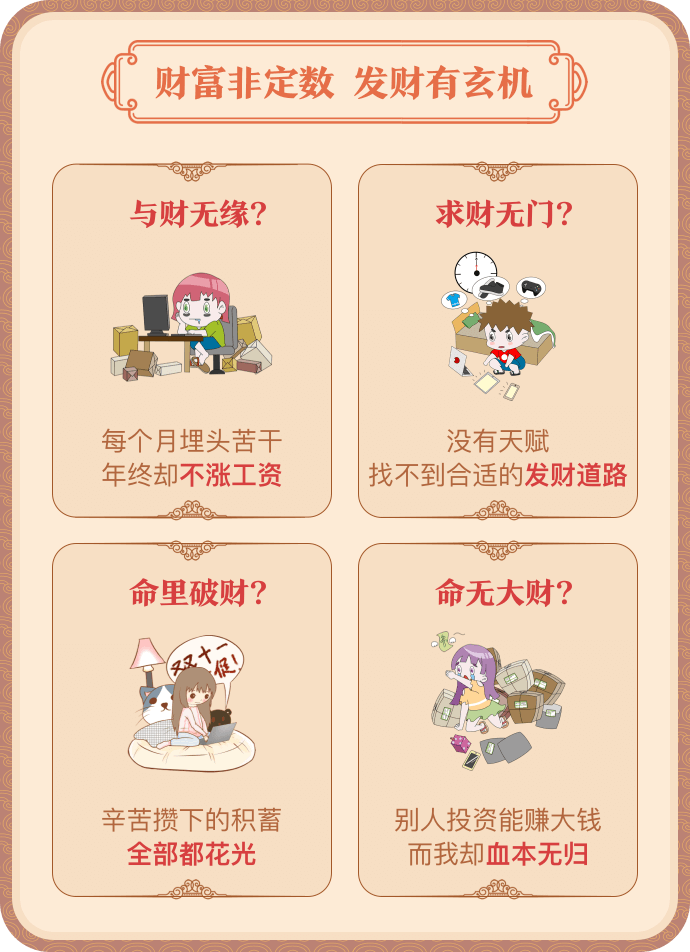 财富非定数 发财有玄机
与财无缘?
每个月埋头苦干
年终却不涨工资
求财无门?
没有天赋
找不到合适的发财道路
命里破财?
双十一
促!
辛苦攒下的积蓄
全部都花光
命无大财?
别人投资能赚大钱
而我却血本无归